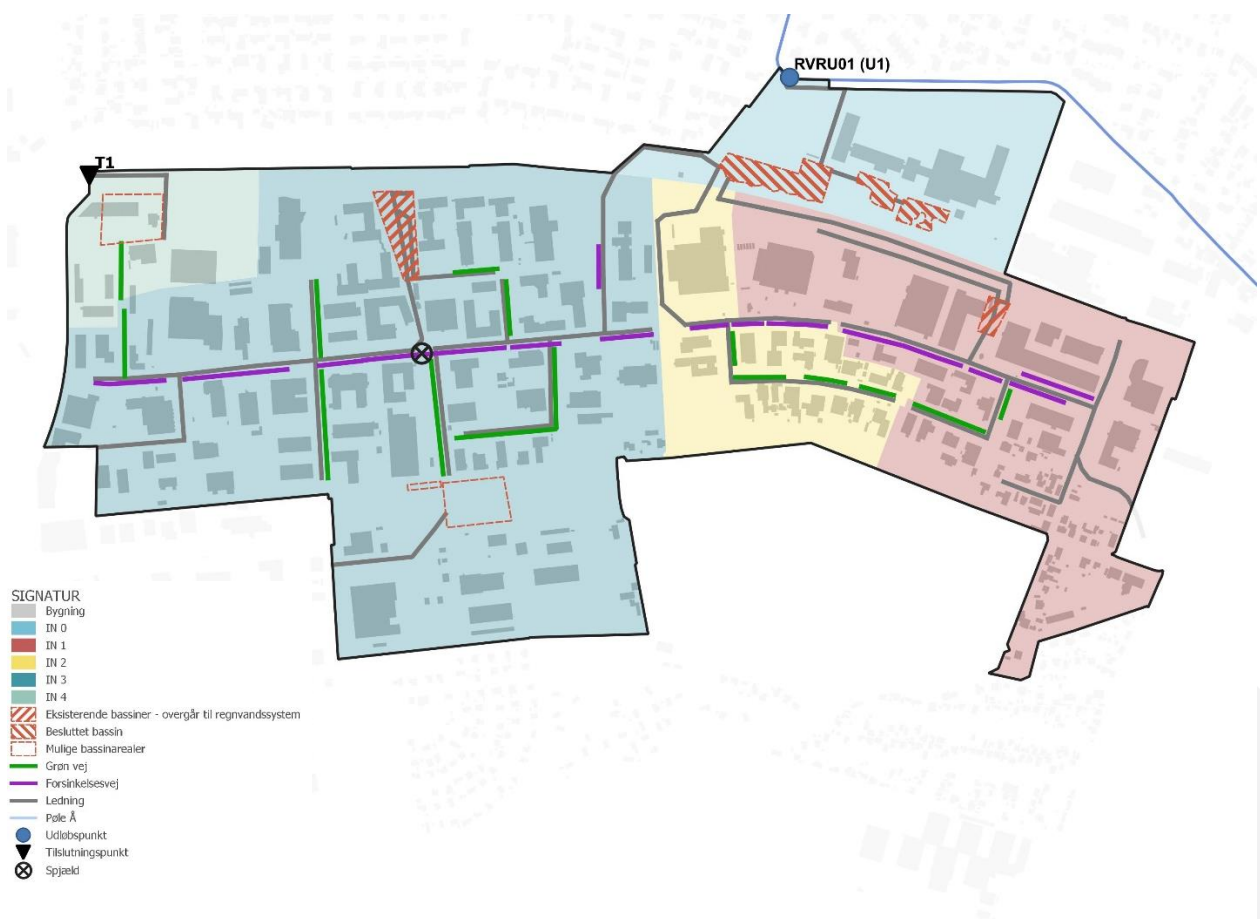 RVRU01 (U1)
T1
SIGNATUR
Bygning
IN 0
IN 1
IN 2
IN 3
IN 4
Eksisterende bassiner - overgår til regnvandssystem
Besluttet bassin
Mulige bassinarealer
Grøn vej
Forsinkelsesvej
Ledning
Pøle Å
Udløbspunkt
Tilslutningspunkt
Spjæld